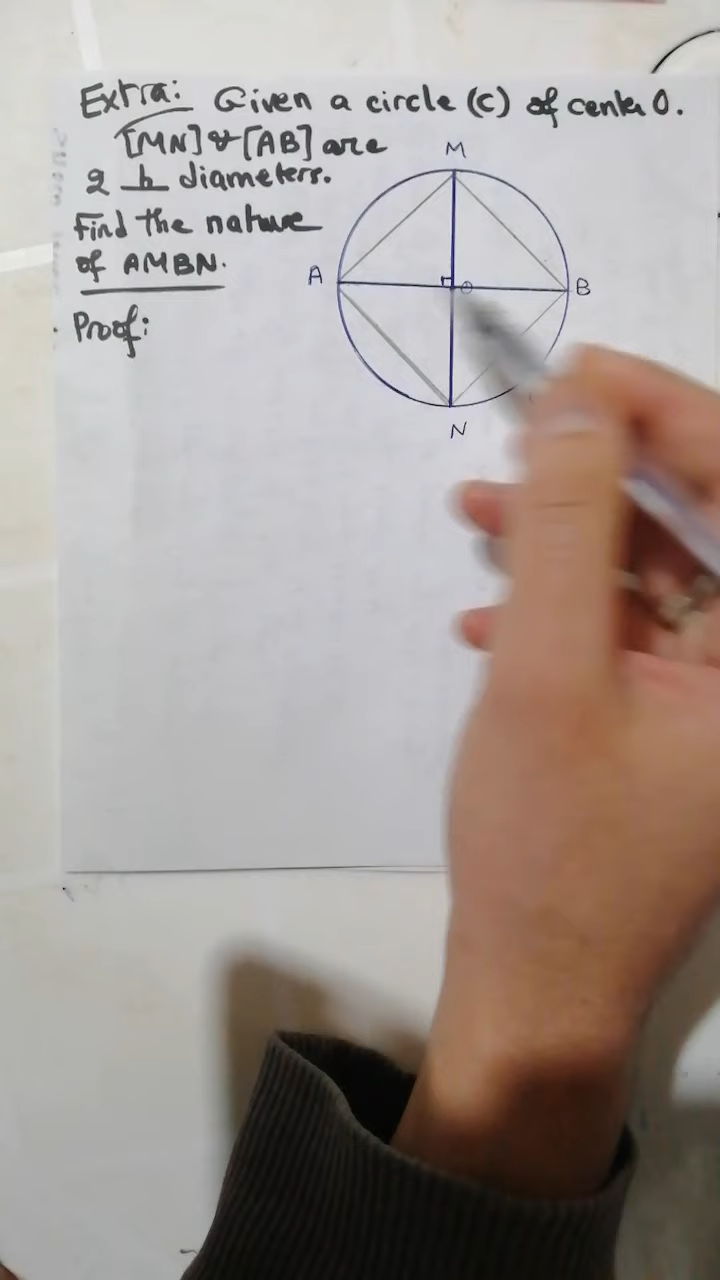 Extra: Given a circle (C) of center O.
[MN] & [AB] are
2 ⊥ diameters.
Find the nature
of AMBN.
Proof:
M
A
O
B
N